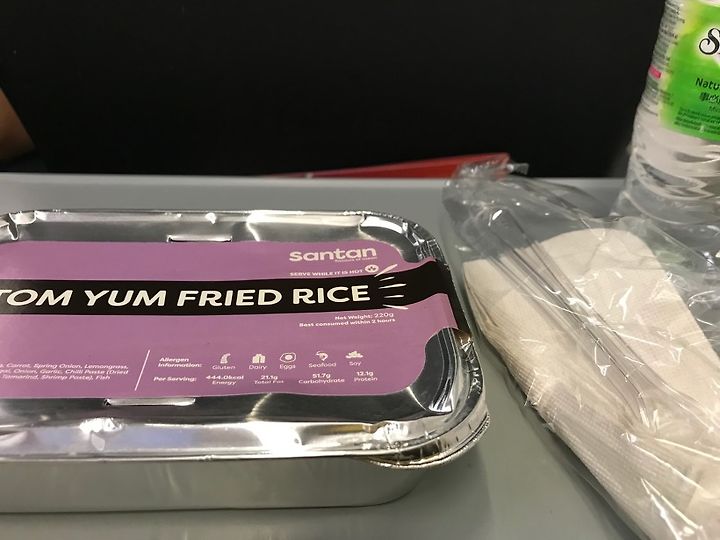 santan
SERVE WHILE IT IS HOT
TOM YUM FRIED RICE
Net Weight: 220g
Best consumed within 2 hours
Carrot, Spring Onion, Lemongrass,
Onion, Garlic, Chilli Paste (Dried
Tamarind, Shrimp Paste), Fish
Allergen
Information: Gluten Dairy Eggs Seafood Soy
Per Serving: 444.0kcal 21.1g 51.7g 12.1g
Energy Total Fat Carbohydrate Protein
S
Natu